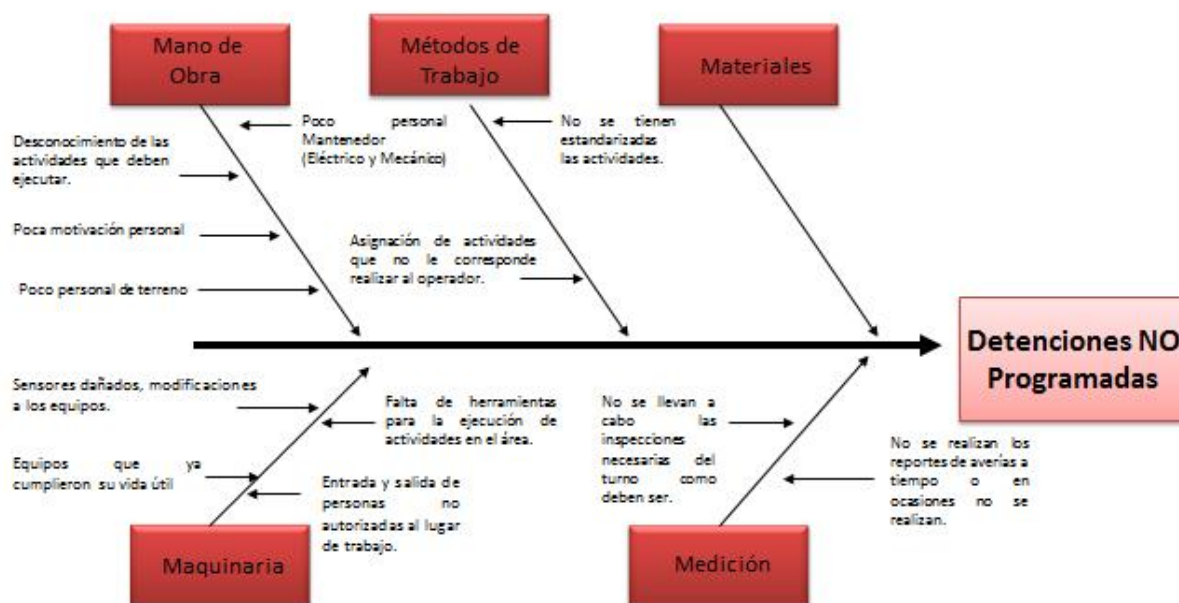 Mano de
Obra
Métodos de
Trabajo
Materiales
Poco personal
Mantenedor
(Eléctrico y Mecánico)
No se tienen
estandarizadas
las actividades.
Desconocimiento de las
actividades que deben
ejecutar.
Poca motivación personal
Asignación de actividades
que no le corresponde
realizar al operador.
Poco personal de terreno
Detenciones NO
Programadas
Sensores dañados, modificaciones
a los equipos.
Falta de herramientas
para la ejecución de
actividades en el área.
No se llevan a
cabo las
inspecciones
necesarias del
turno como
deben ser.
No se realizan los
reportes de averías a
tiempo o en
ocasiones no se
realizan.
Equipos que ya
cumplieron su vida útil
Entrada y salida de
personas no
autorizadas al lugar
de trabajo.
Maquinaria
Medición